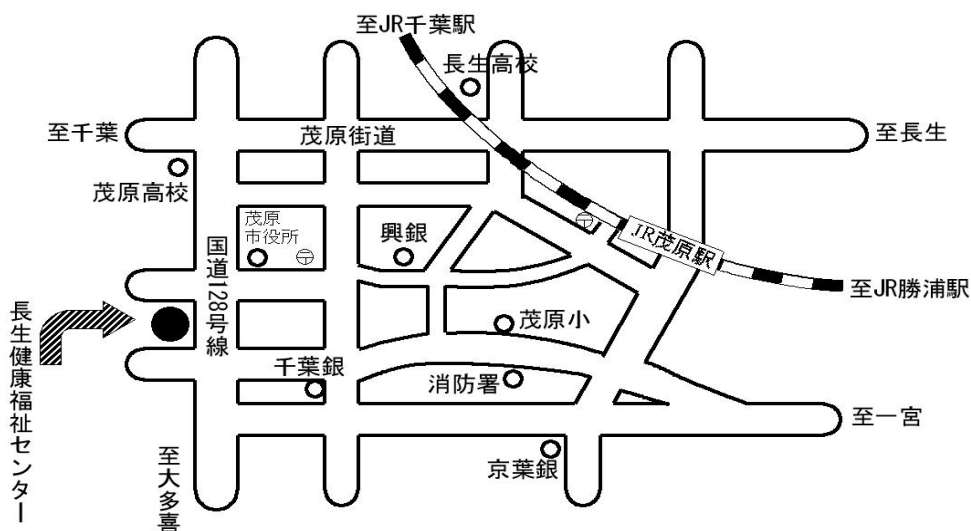 至JR千葉駅
長生高校
至千葉
茂原街道
至長生
茂原高校
茂原
市役所
〒
興銀
〒
JR茂原駅
国道128号線
至JR勝浦駅
長生健康福祉センター
茂原小
千葉銀
消防署
至一宮
京葉銀
至大多喜